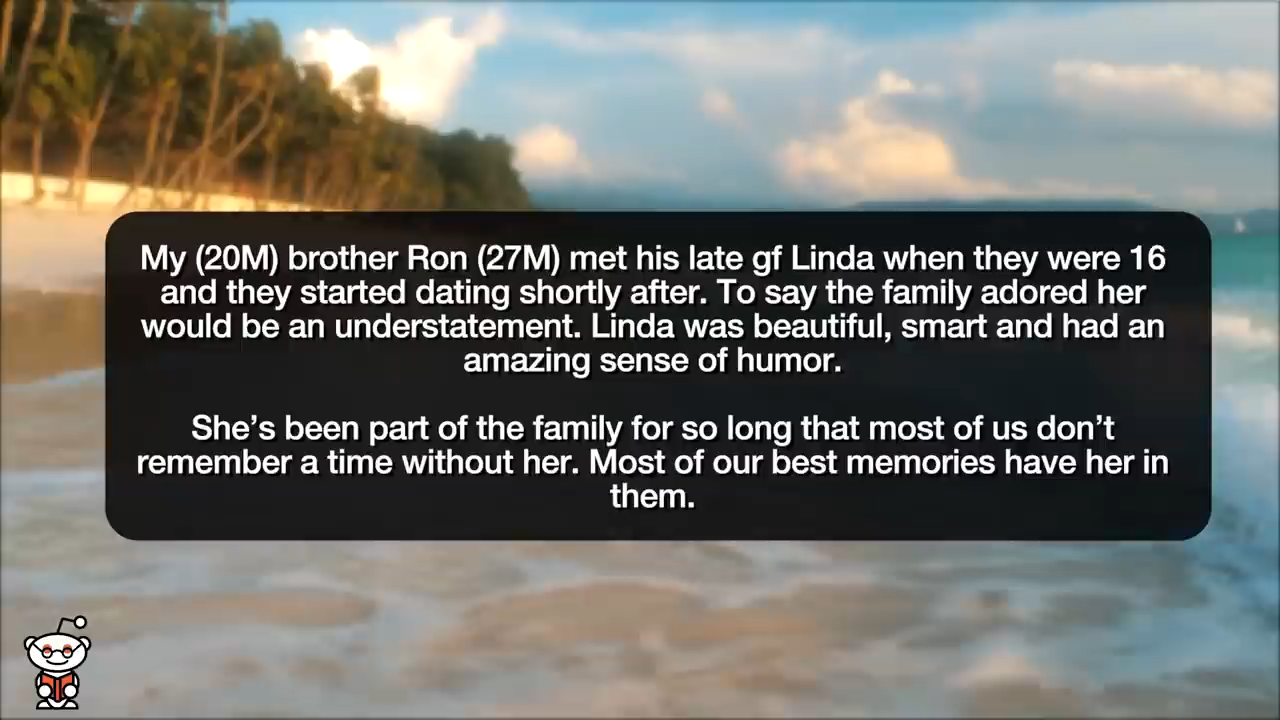 My (20M) brother Ron (27M) met his late gf Linda when they were 16
and they started dating shortly after. To say the family adored her
would be an understatement. Linda was beautiful, smart and had an
amazing sense of humor.
She’s been part of the family for so long that most of us don’t
remember a time without her. Most of our best memories have her in
them.